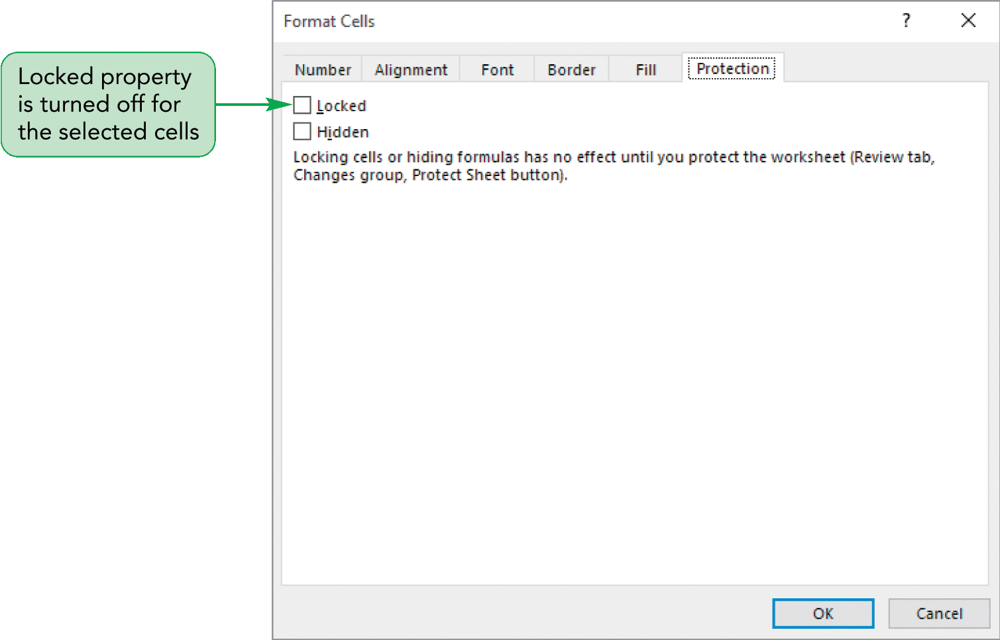 Format Cells
?
Locked property
is turned off for
the selected cells
Number Alignment Font Border Fill Protection
Locked
Hidden
Locking cells or hiding formulas has no effect until you protect the worksheet (Review tab,
Changes group, Protect Sheet button).
OK Cancel